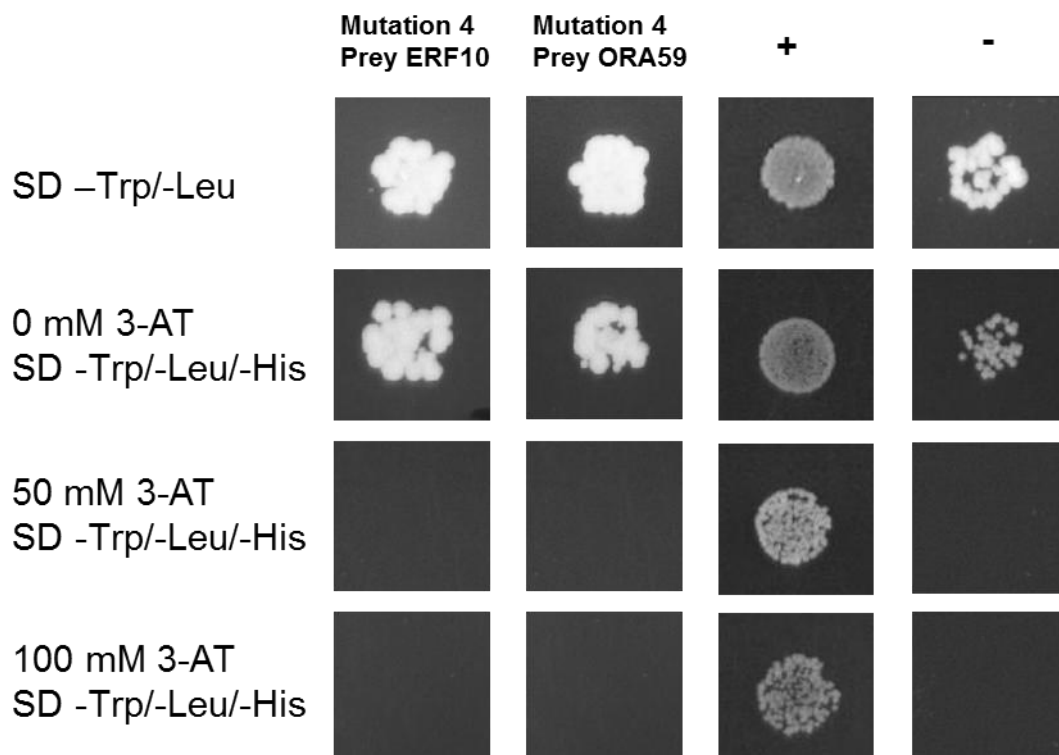 Mutation 4
Prey ERF10
Mutation 4
Prey ORA59
+
-
SD –Trp/-Leu
0 mM 3-AT
SD -Trp/-Leu/-His
50 mM 3-AT
SD -Trp/-Leu/-His
100 mM 3-AT
SD -Trp/-Leu/-His